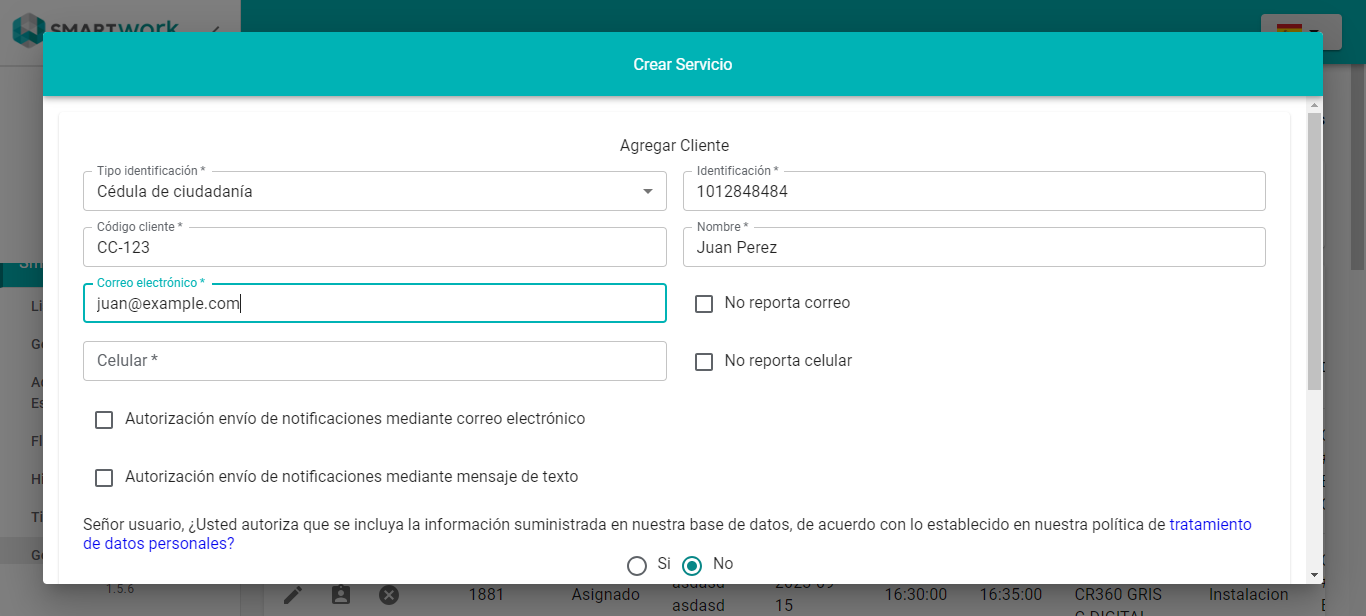 SMARTWORK
Crear Servicio
Agregar Cliente
Tipo identificación *
Cédula de ciudadanía
Identificación *
1012848484
Código cliente *
CC-123
Nombre *
Juan Perez
Correo electrónico *
juan@example.com
No reporta correo
Celular *
No reporta celular
Autorización envío de notificaciones mediante correo electrónico
Autorización envío de notificaciones mediante mensaje de texto
Señor usuario, ¿Usted autoriza que se incluya la información suministrada en nuestra base de datos, de acuerdo con lo establecido en nuestra política de tratamiento
de datos personales?
Si No
1.5.6
1881 Asignado asdasd 16:30:00 16:35:00 CR360 GRIS Instalacion
asdasd 15